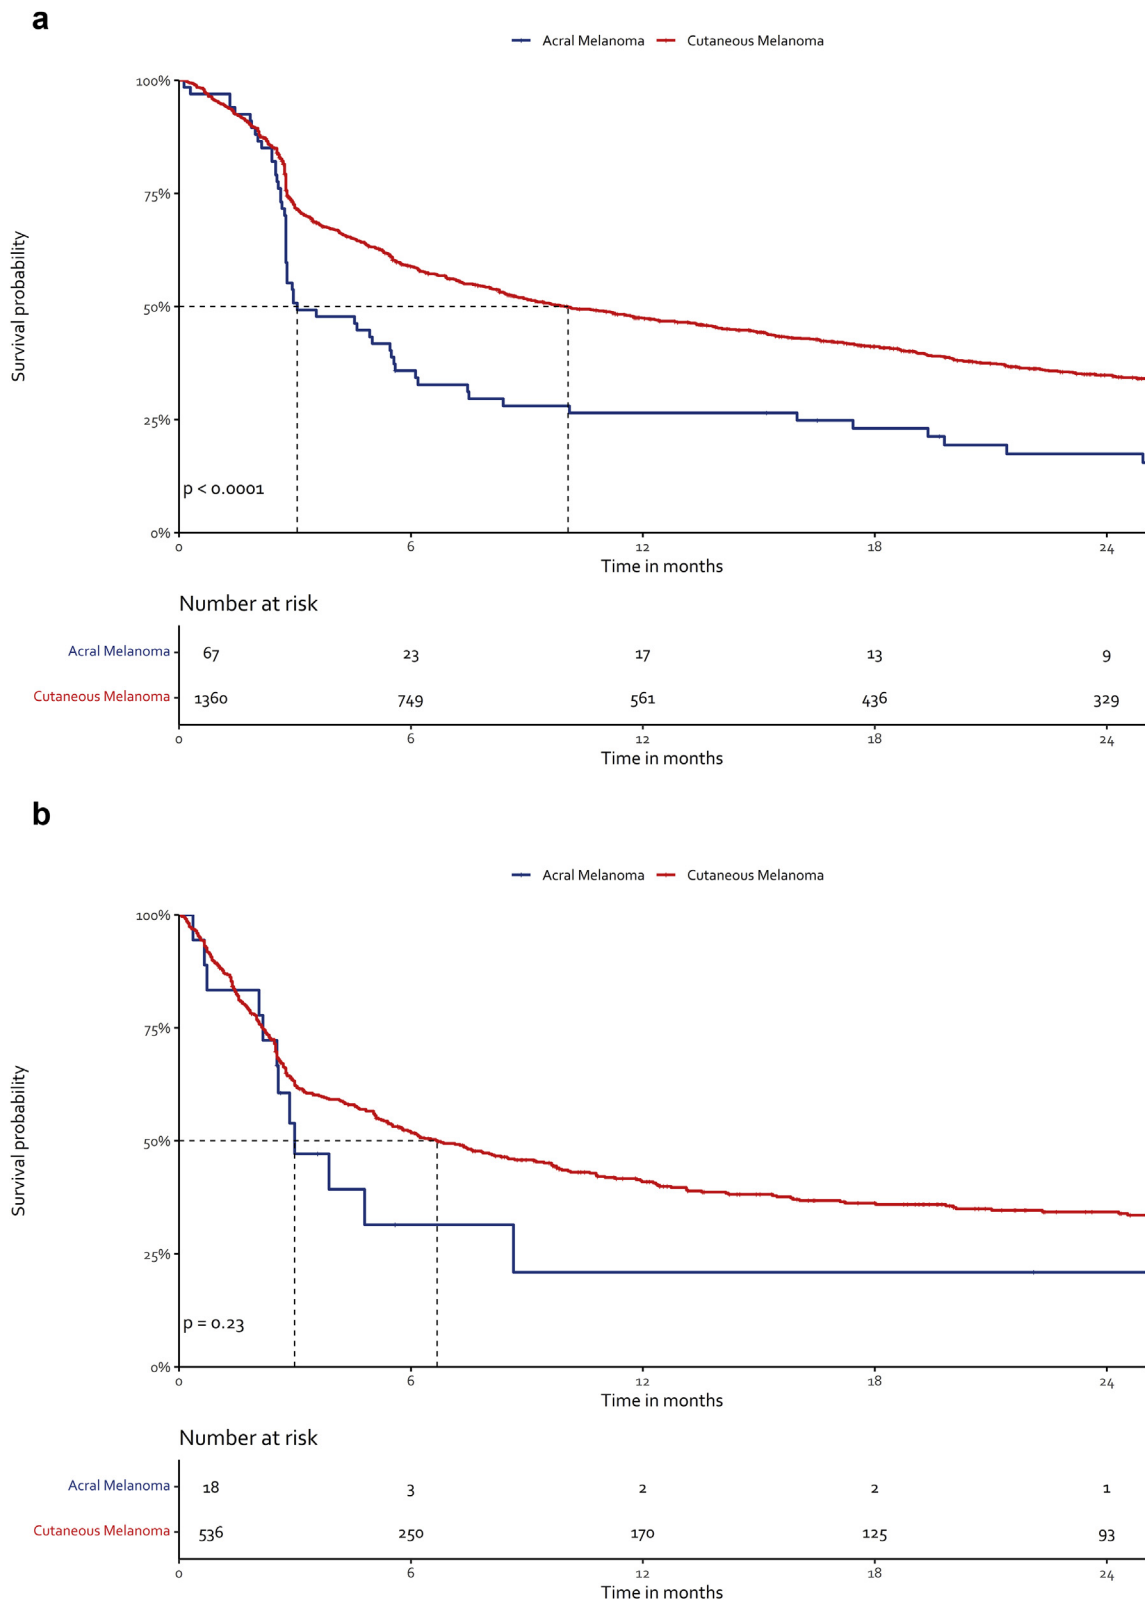 a
Acral Melanoma Cutaneous Melanoma
100%
75%
50%
25%
0%
Survival probability
p < 0.0001
0 6 12 18 24
Time in months
Number at risk
Acral Melanoma 67 23 17 13 9
Cutaneous Melanoma 1360 749 561 436 329
0 6 12 18 24
Time in months
b
Acral Melanoma Cutaneous Melanoma
100%
75%
50%
25%
0%
Survival probability
p = 0.23
0 6 12 18 24
Time in months
Number at risk
Acral Melanoma 18 3 2 2 1
Cutaneous Melanoma 536 250 170 125 93
0 6 12 18 24
Time in months